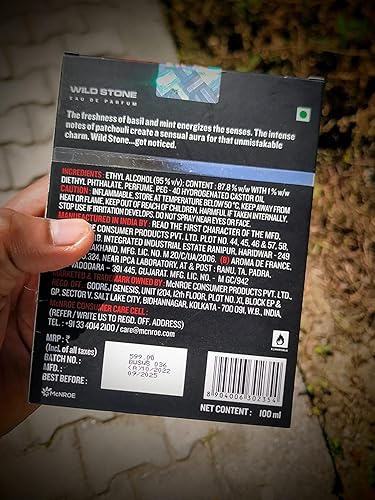 WILD STONE
EAU DE PARFUM
The freshness of basil and mint energizes the senses. The intense
notes of patchouli create a sensual aura for that unmistakable
charm. Wild Stone...get noticed.
INGREDIENTS: ETHYL ALCOHOL (95 % v/v); CONTENT : 87.8 % w/w WITH 1 % w/w
DIETHYL PHTHALATE, PERFUME, PEG - 40 HYDROGENATED CASTOR OIL
CAUTION : INFLAMMABLE, STORE AT TEMPERATURE BELOW 50°C, KEEP AWAY FROM
HEAT OR FLAME, KEEP OUT OF REACH OF CHILDREN, HARMFUL IF TAKEN INTERNALLY,
STOP USE IF IRRITATION DEVELOPS. DO NOT SPRAY NEAR EYES OR FACE.
MANUFACTURED IN INDIA BY : READ THE FIRST CHARACTER OF THE MFD.
CONSUMER PRODUCTS PVT. LTD. PLOT NO. 44, 45, 46 & 57, 58,
INTEGRATED INDUSTRIAL ESTATE RANIPUR, HARIDWAR - 249
LIC. M - 20/C/UA/2006. (B) AROMA DE FRANCE.
324, NEAR IPCA LABORATORY, AT & POST : RANU, TA. PADRA,
VADODARA – 391 445, GUJARAT. MFG. LIC. NO. - M GC/942
MARKETED & TRADE MARK OWNED BY : McNROE CONSUMER PRODUCTS PVT. LTD.,
REGD. OFF.: GODREJ GENESIS, UNIT 1204, 12th FLOOR, PLOT NO. XI, BLOCK EP &
GP, SECTOR V, SALT LAKE CITY, BIDHANNAGAR, KOLKATA - 700 091, W.B., INDIA
McNROE CONSUMER CARE CELL :
(REFER / WRITE US TO REGD. OFF. ADDRESS)
TEL.: +91 33 4014 2100 / care@mcnroe.com
MRP : ₹ 599.00
(Incl. of all taxes)
BATCH NO. :
MFD. : 10/2022
BEST BEFORE : 09/2025
McNROE
8 904006 302354
NET CONTENT : 100 ml